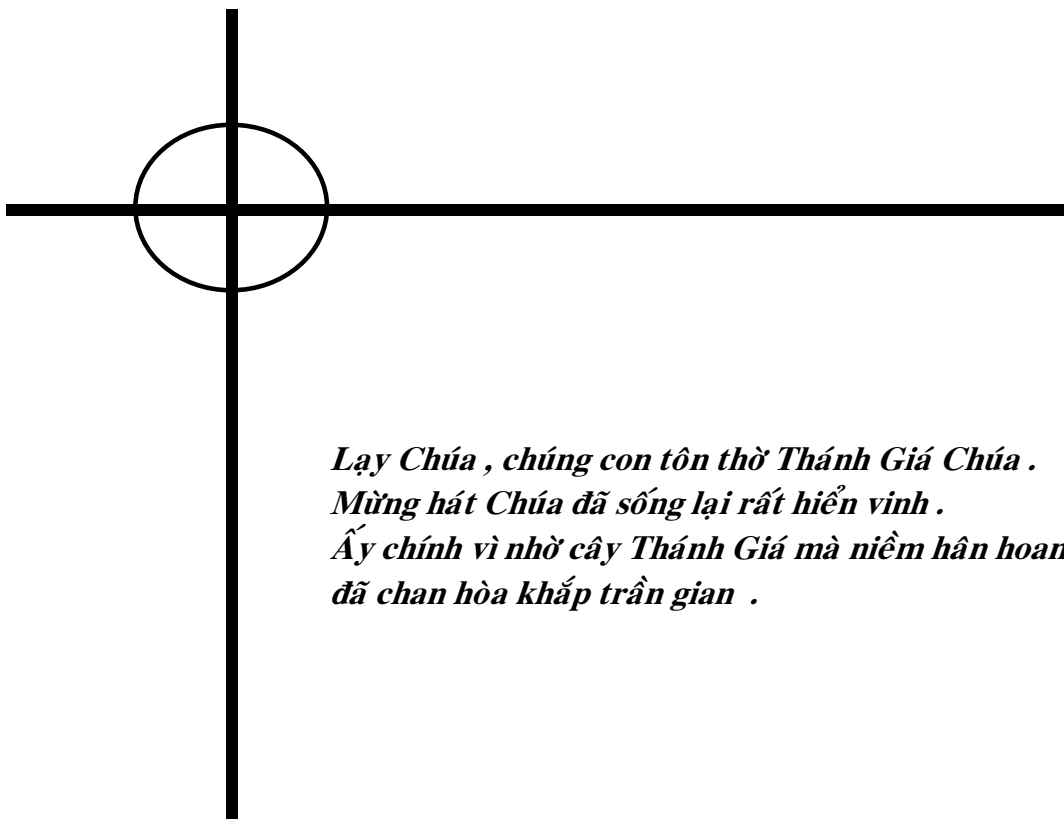 Lạy Chúa , chúng con tôn thờ Thánh Giá Chúa .
Mừng hát Chúa đã sống lại rất hiển vinh .
Ấy chính vì nhờ cây Thánh Giá mà niềm hân hoan
đã chan hòa khắp trần gian .